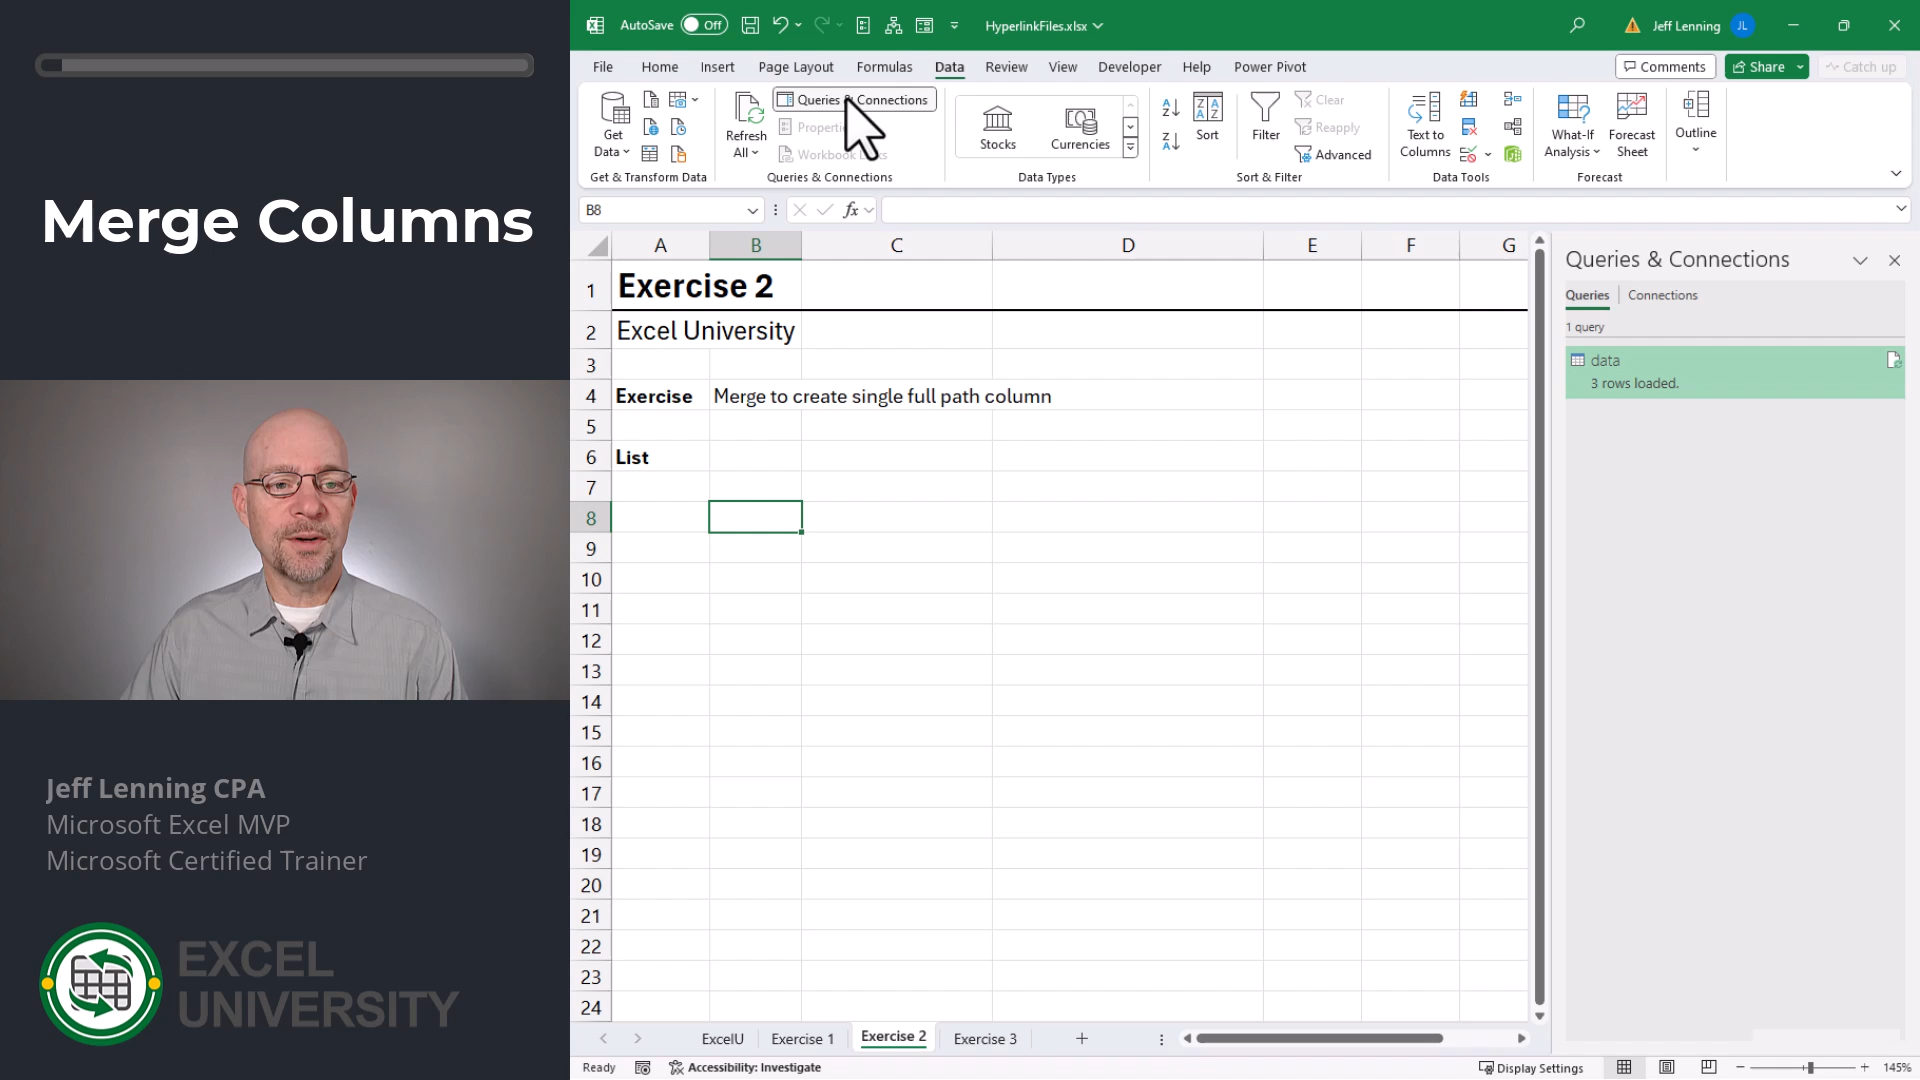 Merge Columns
Jeff Lenning CPA
Microsoft Excel MVP
Microsoft Certified Trainer
EXCEL
UNIVERSITY
AutoSave Off
HyperlinkFiles.xlsx
Jeff Lenning JL
File Home Insert Page Layout Formulas Data Review View Developer Help Power Pivot
Comments Share Catch up
Get
Data
Get & Transform Data
Refresh
All
Queries & Connections
Queries & Connections
Stocks Currencies
Data Types
Sort Filter
Clear
Reapply
Advanced
Sort & Filter
Text to
Columns
Data Tools
What-If
Analysis
Forecast
Sheet
Forecast
Outline
B8
fx
A B C D E F G
1 Exercise 2
2 Excel University
3
4 Exercise Merge to create single full path column
5
6 List
7
8
9
10
11
12
13
14
15
16
17
18
19
20
21
22
23
24
Queries & Connections
Queries Connections
1 query
data
3 rows loaded.
ExcelU Exercise 1 Exercise 2 Exercise 3
Ready Accessibility: Investigate Display Settings 145%